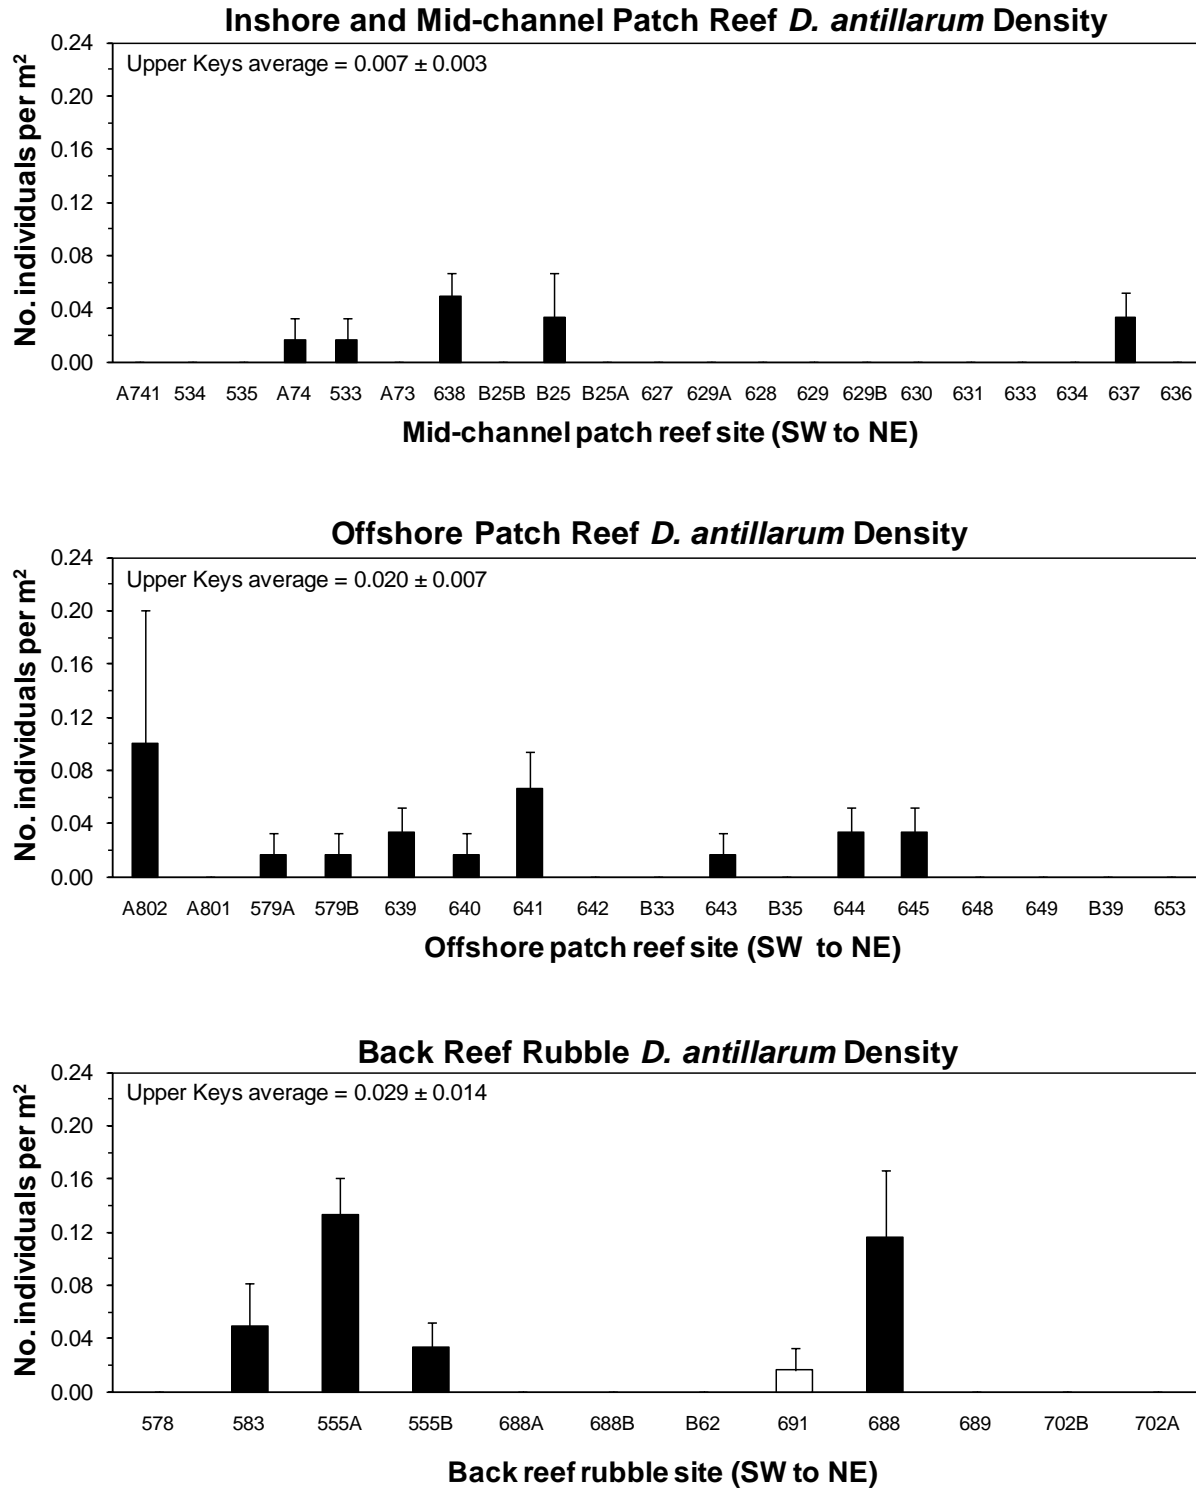 Inshore and Mid-channel Patch Reef D. antillarum Density
Upper Keys average = 0.007 ± 0.003
No. individuals per m²
0.24
0.20
0.16
0.12
0.08
0.04
0.00
A741 534 535 A74 533 A73 638 B25B B25 B25A 627 629A 628 629 629B 630 631 633 634 637 636
Mid-channel patch reef site (SW to NE)
Offshore Patch Reef D. antillarum Density
Upper Keys average = 0.020 ± 0.007
No. individuals per m²
0.24
0.20
0.16
0.12
0.08
0.04
0.00
A802 A801 579A 579B 639 640 641 642 B33 643 B35 644 645 648 649 B39 653
Offshore patch reef site (SW to NE)
Back Reef Rubble D. antillarum Density
Upper Keys average = 0.029 ± 0.014
No. individuals per m²
0.24
0.20
0.16
0.12
0.08
0.04
0.00
578 583 555A 555B 688A 688B B62 691 688 689 702B 702A
Back reef rubble site (SW to NE)